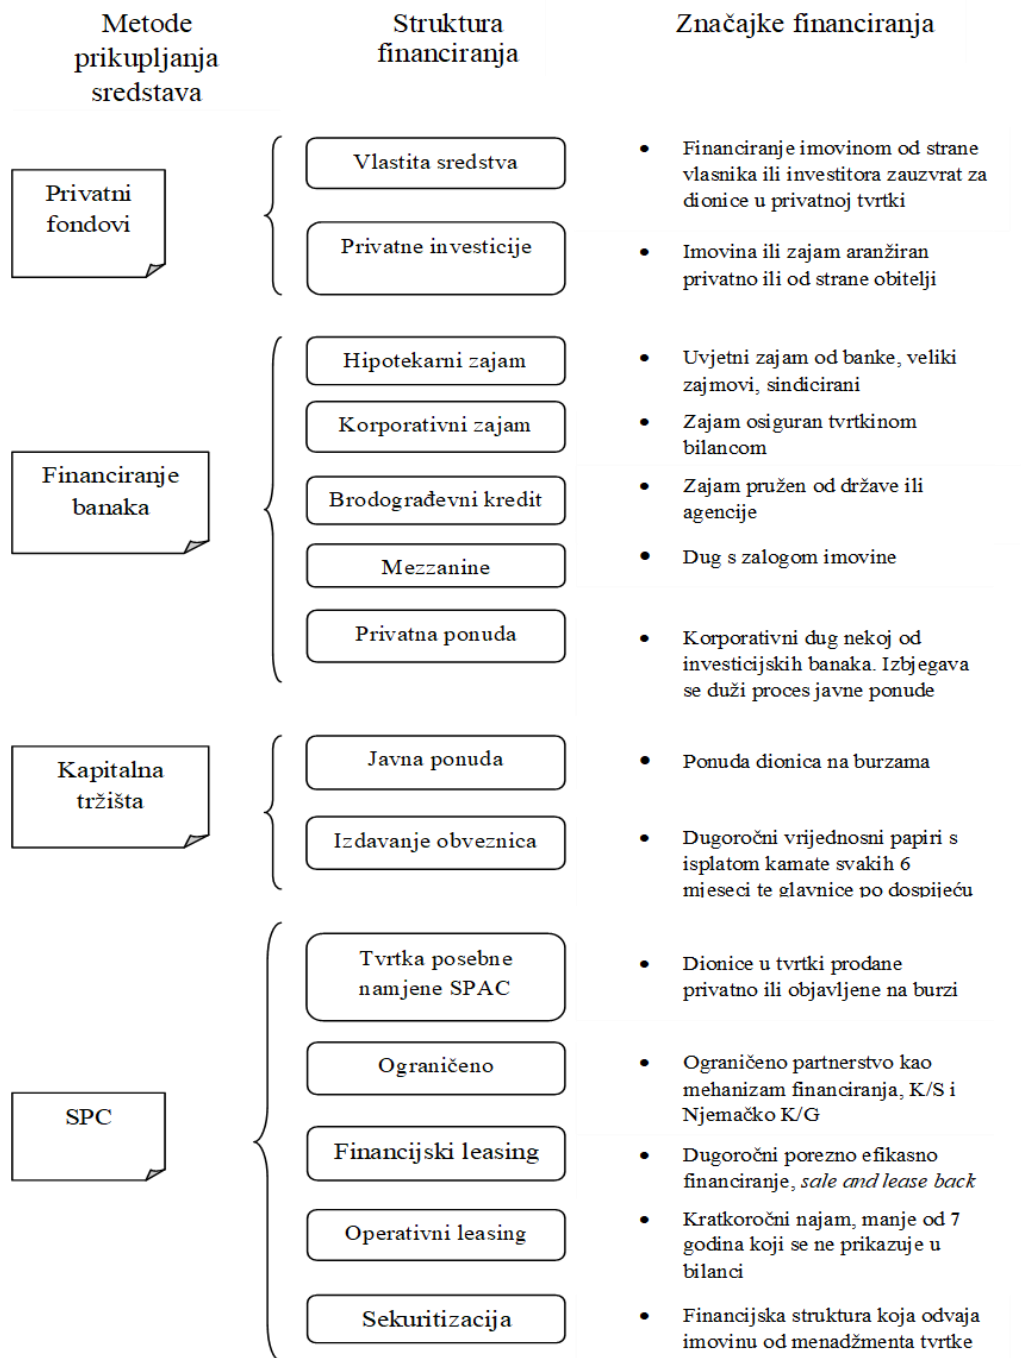 Metode
prikupljanja
sredstava
Struktura
financiranja
Značajke financiranja
Privatni
fondovi
Vlastita sredstva
Financiranje imovinom od strane
vlasnika ili investitora zauzvrat za
dionice u privatnoj tvrtki
Privatne investicije
Imovina ili zajam aranžiran
privatno ili od strane obitelji
Financiranje
banaka
Hipotekarni zajam
Uvjetni zajam od banke, veliki
zajmovi, sindicirani
Korporativni zajam
Zajam osiguran tvrtkinom
bilancom
Brodograđevni kredit
Zajam pružen od države ili
agencije
Mezzanine
Dug s zalogom imovine
Privatna ponuda
Korporativni dug nekoj od
investicijskih banaka. Izbjegava
se duži proces javne ponude
Kapitalna
tržišta
Javna ponuda
Ponuda dionica na burzama
Izdavanje obveznica
Dugoročni vrijednosni papiri s
isplatom kamate svakih 6
mjeseci te glavnice po dospijeću
SPC
Tvrtka posebne
namjene SPAC
Dionice u tvrtki prodane
privatno ili objavljene na burzi
Ograničeno
Ograničeno partnerstvo kao
mehanizam financiranja, K/S i
Njemačko K/G
Financijski leasing
Dugoročni porezno efikasno
financiranje, sale and lease back
Operativni leasing
Kratkoročni najam, manje od 7
godina koji se ne prikazuje u
bilanci
Sekuritizacija
Financijska struktura koja odvaja
imovinu od menadžmenta tvrtke